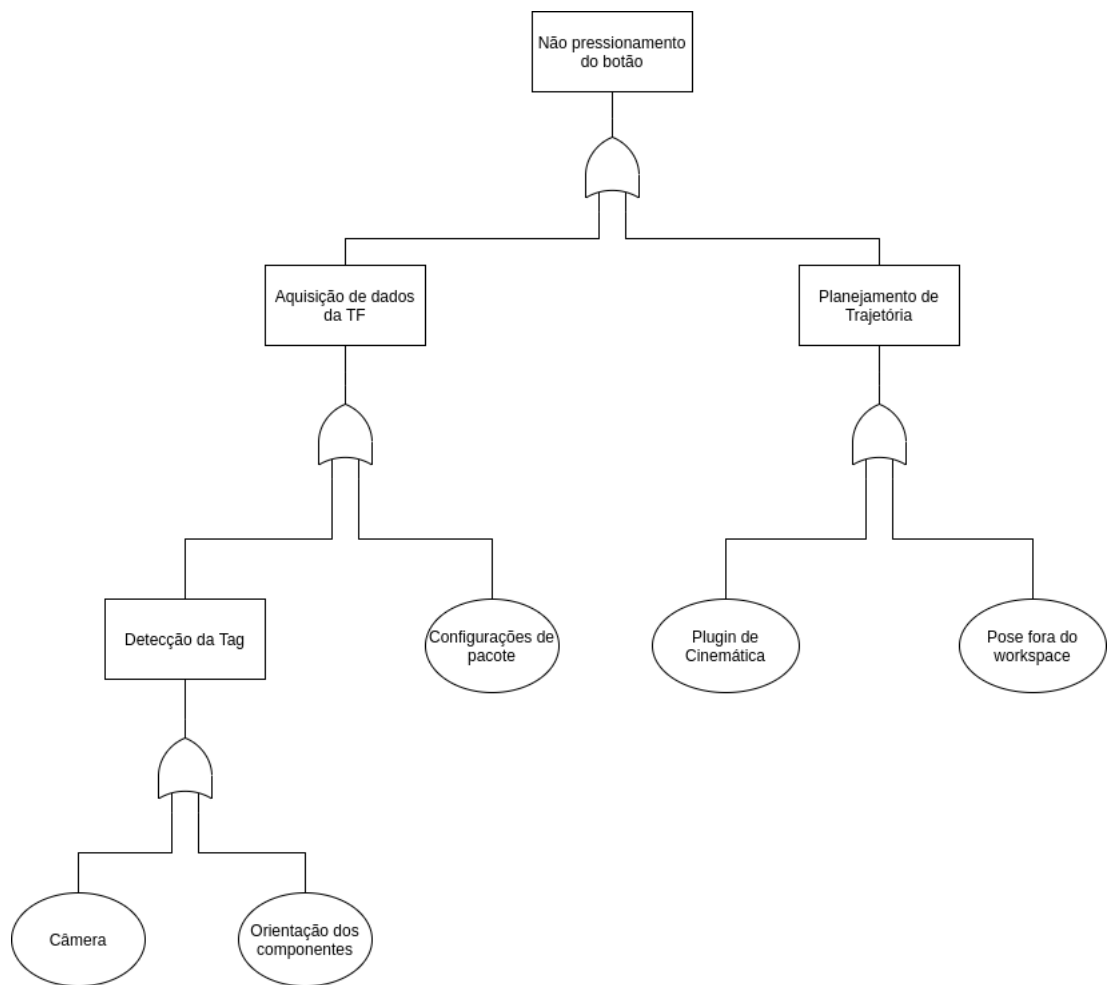 Não pressionamento
do botão
Aquisição de dados
da TF
Planejamento de
Trajetória
Detecção da Tag
Configurações de
pacote
Plugin de
Cinemática
Pose fora do
workspace
Câmera
Orientação dos
componentes